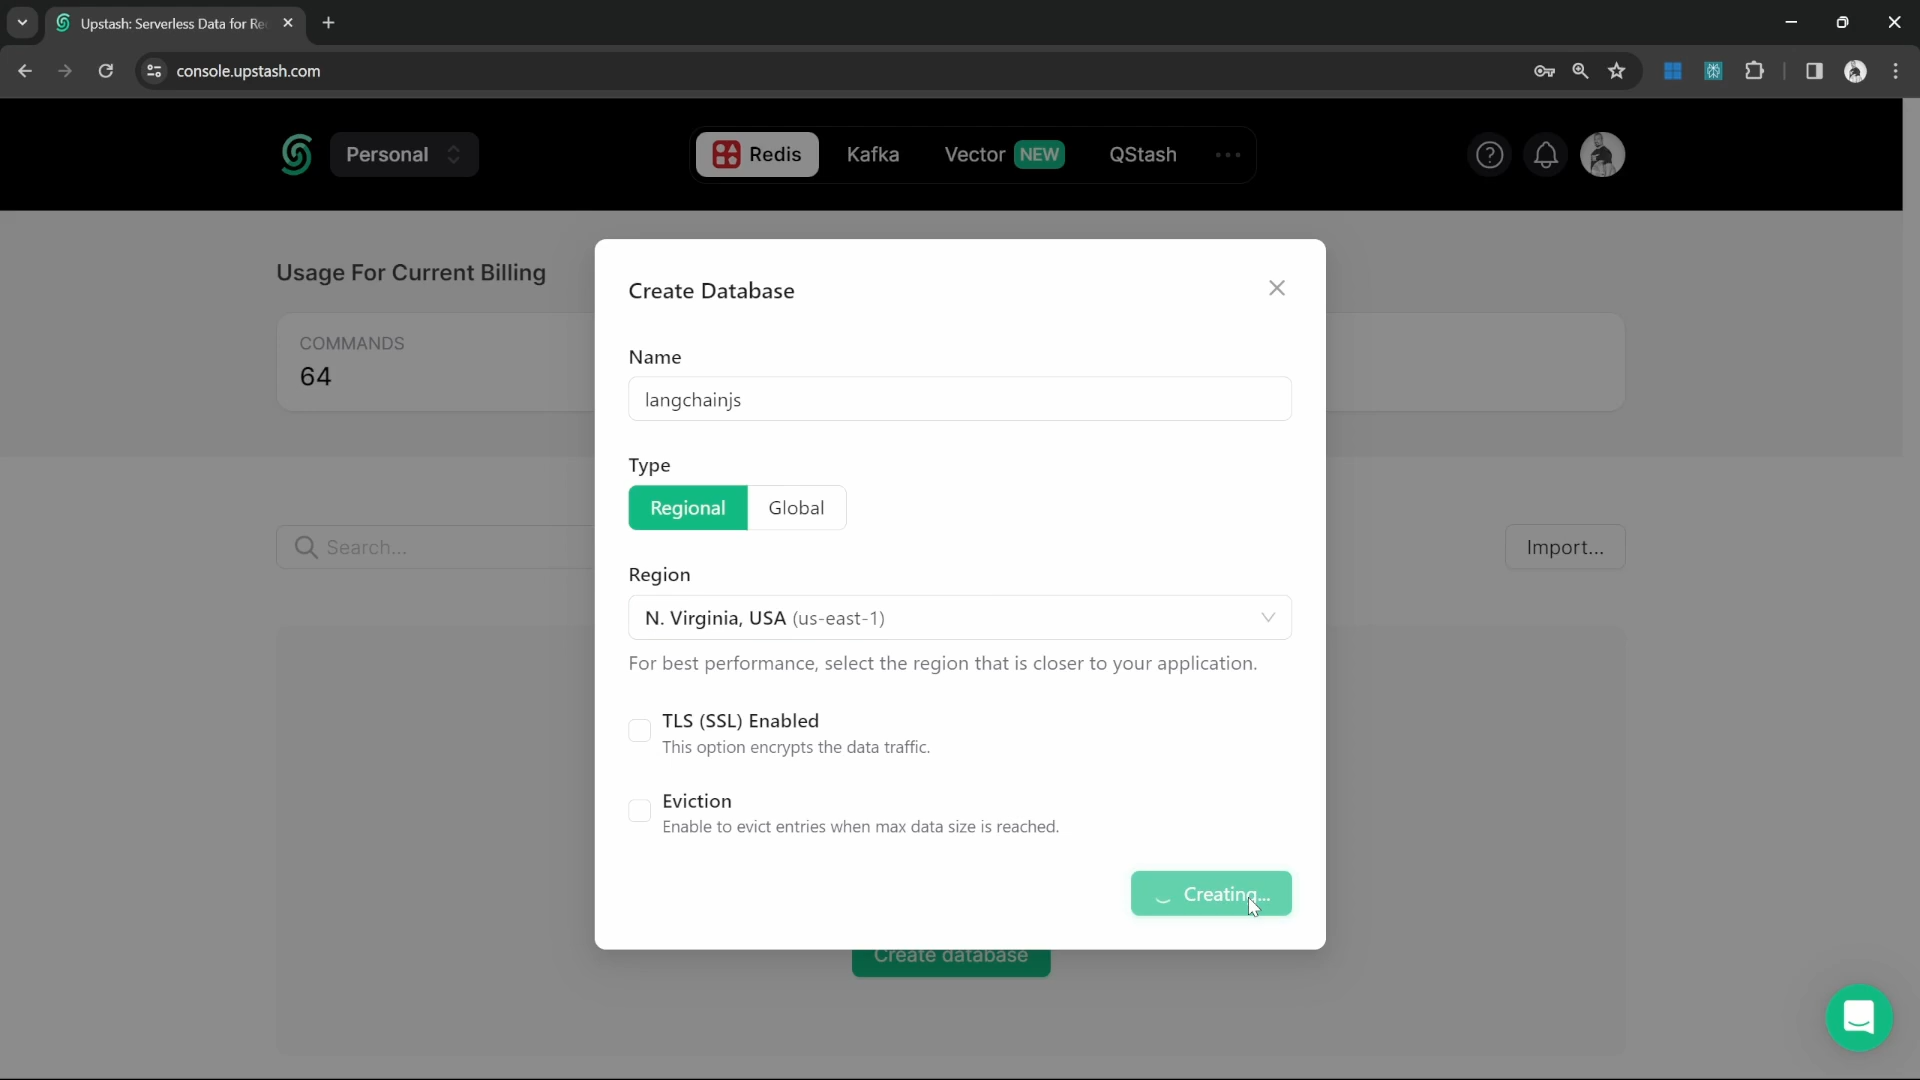 Upstash: Serverless Data for Re
console.upstash.com
Personal
Redis
Kafka
Vector NEW
QStash
Usage For Current Billing
COMMANDS
64
Search...
Import...
Create Database
Name
langchainjs
Type
Regional
Global
Region
N. Virginia, USA (us-east-1)
For best performance, select the region that is closer to your application.
TLS (SSL) Enabled
This option encrypts the data traffic.
Eviction
Enable to evict entries when max data size is reached.
Creating...
Create database